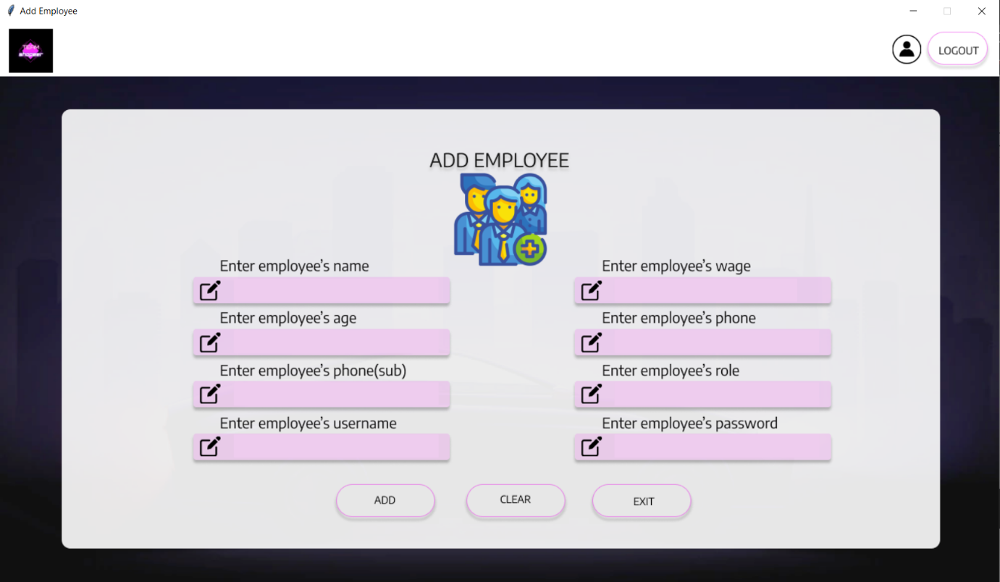 Add Employee
TEAM
LOGOUT
ADD EMPLOYEE
Enter employee’s name
Enter employee’s wage
Enter employee’s age
Enter employee’s phone
Enter employee’s phone(sub)
Enter employee’s role
Enter employee’s username
Enter employee’s password
ADD
CLEAR
EXIT